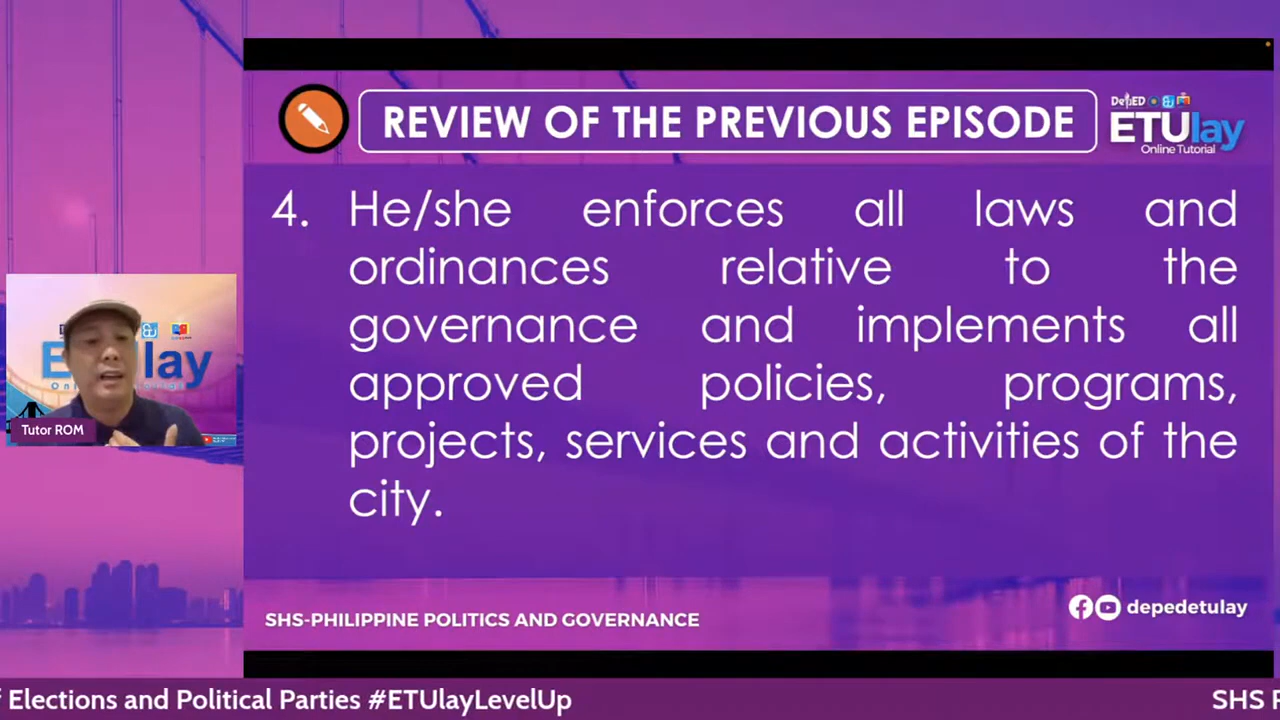 REVIEW OF THE PREVIOUS EPISODE
DepED
ETUlay
Online Tutorial
4. He/she enforces all laws and
ordinances relative to the
governance and implements all
approved policies, programs,
projects, services and activities of the
city.
Tutor ROM
SHS-PHILIPPINE POLITICS AND GOVERNANCE
depedetulay
Elections and Political Parties #ETUlayLevelUp
SHS